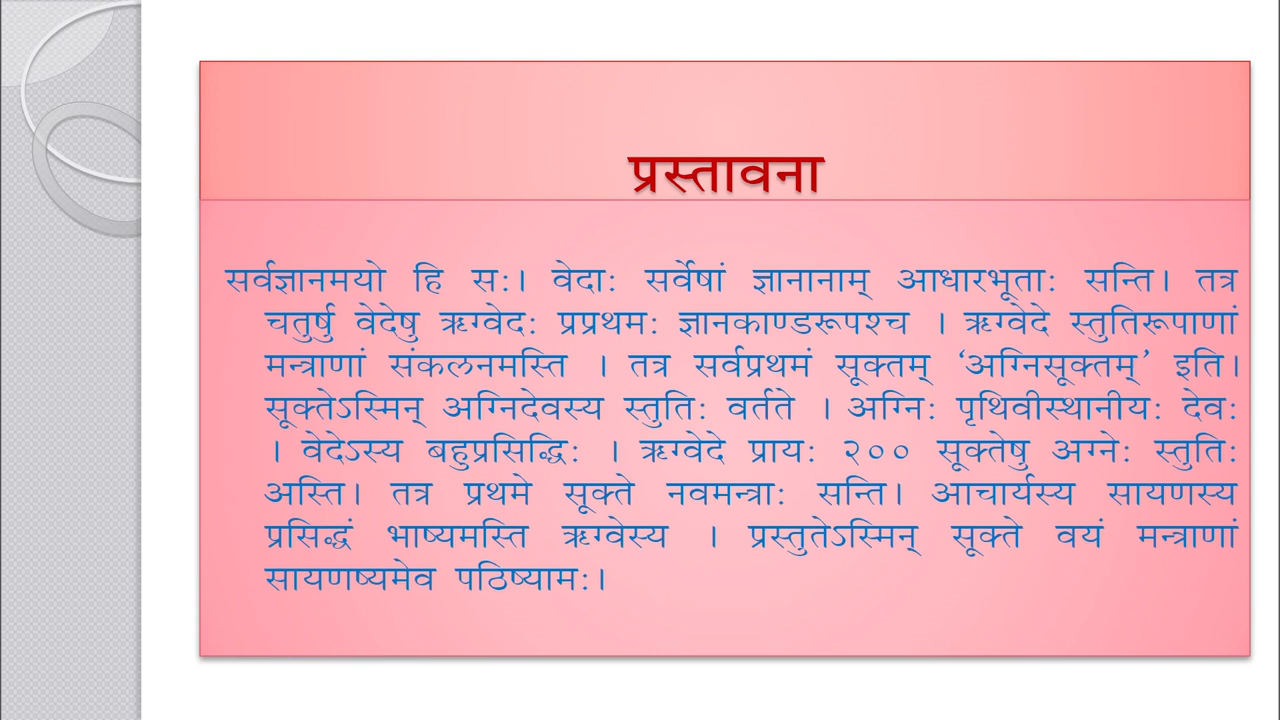 प्रस्तावना
सर्वज्ञानमयो हि सः। वेदाः सर्वेषां ज्ञानानाम् आधारभूताः सन्ति। तत्र
चतुर्षु वेदेषु ऋग्वेदः प्रप्रथमः ज्ञानकाण्डरूपश्च । ऋग्वेदे स्तुतिरूपाणां
मन्त्राणां संकलनमस्ति । तत्र सर्वप्रथमं सूक्तम् ‘अग्निसूक्तम्’ इति।
सूक्तेऽस्मिन् अग्निदेवस्य स्तुतिः वर्तते । अग्निः पृथिवीस्थानीयः देवः
। वेदेऽस्य बहुप्रसिद्धिः । ऋग्वेदे प्रायः २०० सूक्तेषु अग्नेः स्तुतिः
अस्ति। तत्र प्रथमे सूक्ते नवमन्त्राः सन्ति। आचार्यस्य सायणस्य
प्रसिद्धं भाष्यमस्ति ऋग्वेस्य । प्रस्तुतेऽस्मिन् सूक्ते वयं मन्त्राणां
सायणष्यमेव पठिष्यामः।